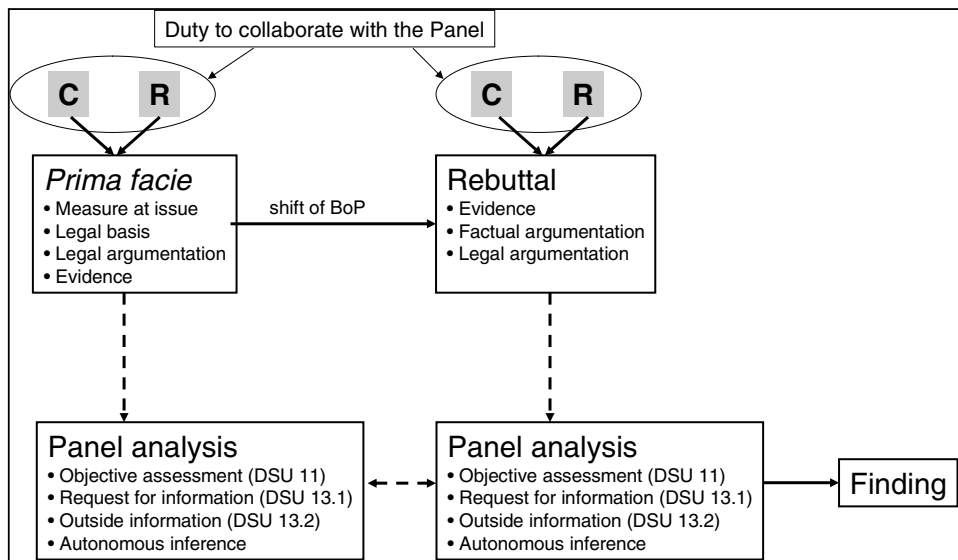 Duty to collaborate with the Panel
C R
C R
Prima facie
• Measure at issue
• Legal basis
• Legal argumentation
• Evidence
shift of BoP
Rebuttal
• Evidence
• Factual argumentation
• Legal argumentation
Panel analysis
• Objective assessment (DSU 11)
• Request for information (DSU 13.1)
• Outside information (DSU 13.2)
• Autonomous inference
Panel analysis
• Objective assessment (DSU 11)
• Request for information (DSU 13.1)
• Outside information (DSU 13.2)
• Autonomous inference
Finding